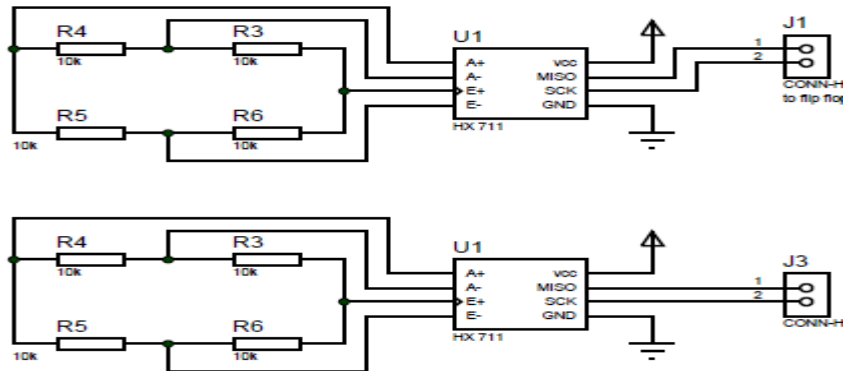 R4
R3
U1
J1
10k
10k
A+
A-
E+
E-
vcc
MISO
SCK
GND
1
2
R5
R6
10k
10k
HX 711
CONN-H
to flip flop
R4
R3
U1
J3
10k
10k
A+
A-
E+
E-
vcc
MISO
SCK
GND
1
2
R5
R6
10k
10k
HX 711
CONN-H